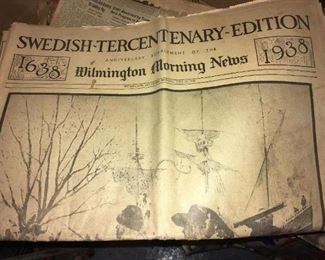 SWEDISH-TERCENTENARY-EDITION
1638
ANNIVERSARY SUPPLEMENT OF THE
Wilmington Morning News
1938